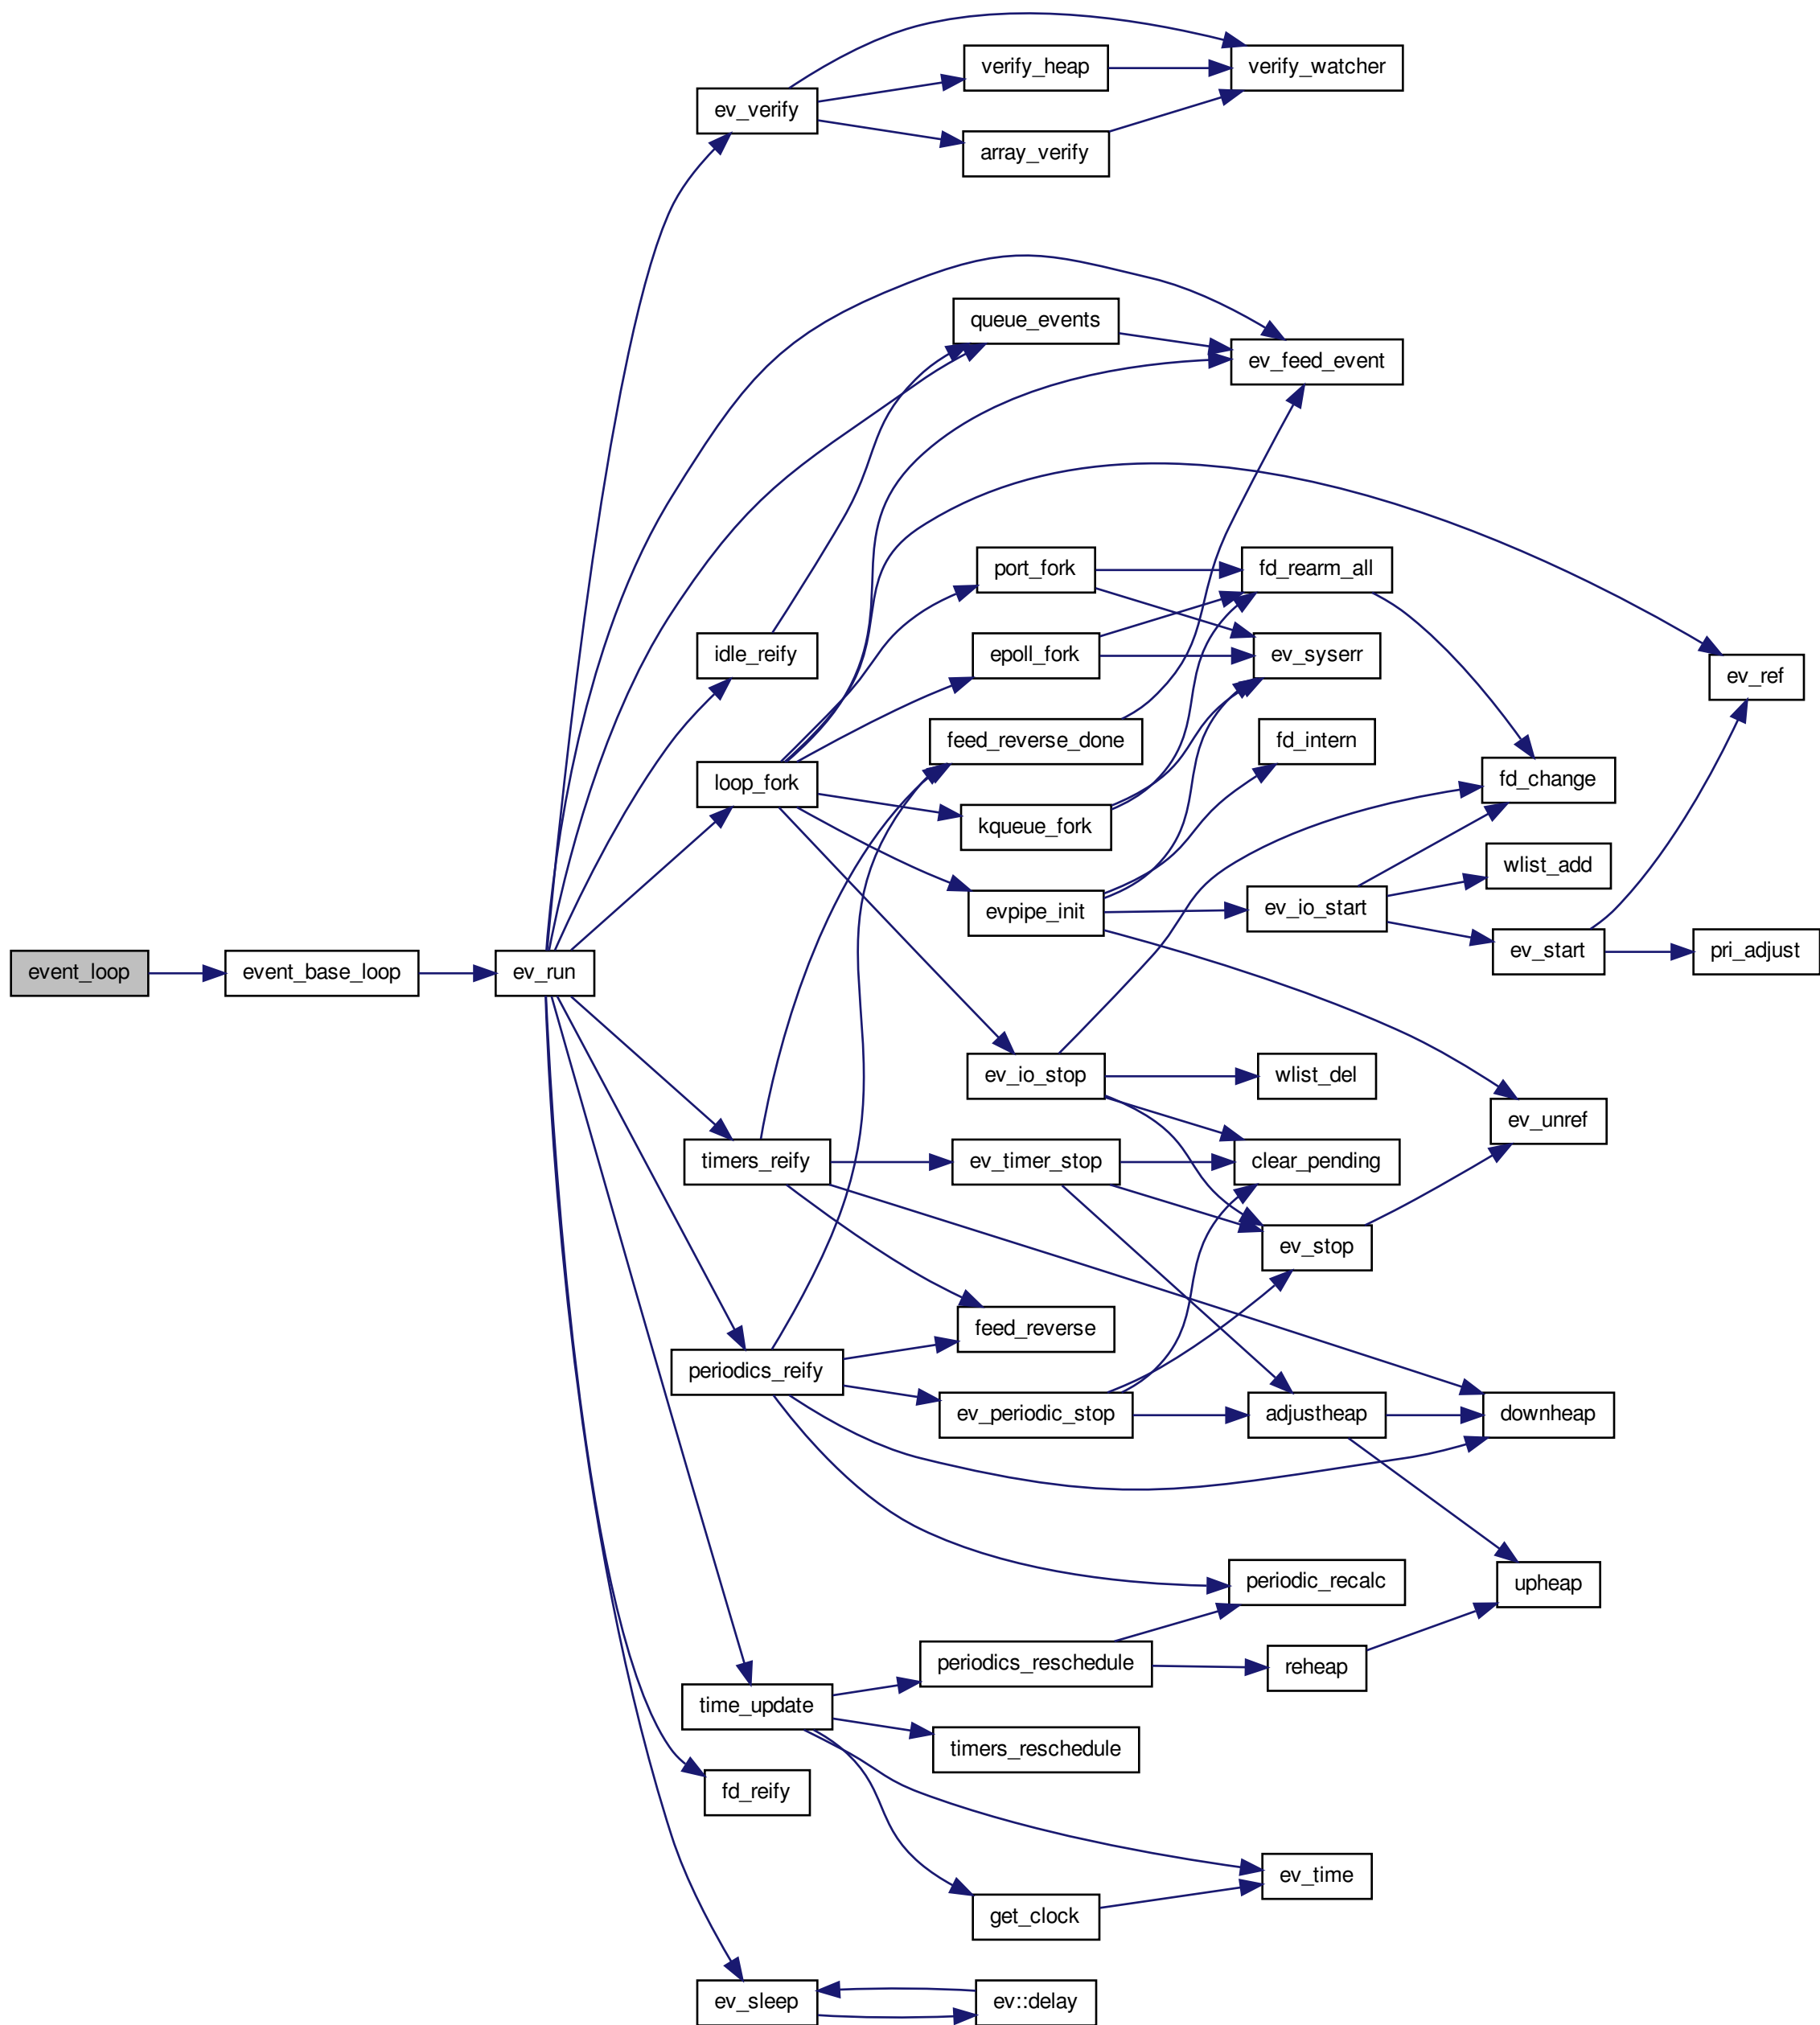 verify_heap
verify_watcher
ev_verify
array_verify
queue_events
ev_feed_event
port_fork
fd_rearm_all
idle_reify
epoll_fork
ev_syserr
ev_ref
feed_reverse_done
fd_intern
loop_fork
fd_change
kqueue_fork
wlist_add
evpipe_init
ev_io_start
ev_start
pri_adjust
event_loop
event_base_loop
ev_run
ev_io_stop
wlist_del
ev_unref
timers_reify
ev_timer_stop
clear_pending
ev_stop
feed_reverse
periodics_reify
ev_periodic_stop
adjustheap
downheap
periodic_recalc
upheap
periodics_reschedule
reheap
time_update
timers_reschedule
fd_reify
ev_time
get_clock
ev_sleep
ev::delay